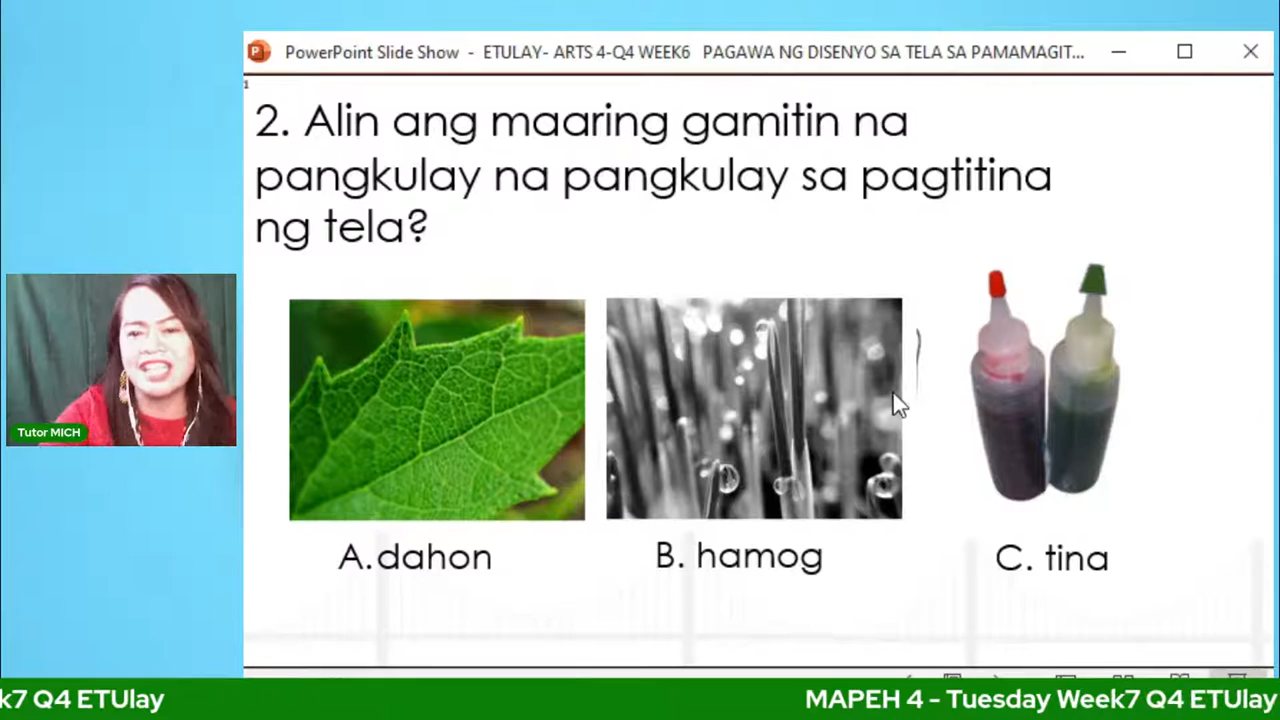 PowerPoint Slide Show - ETULAY- ARTS 4-Q4 WEEK6 PAGAWA NG DISENYO SA TELA SA PAMAMAGIT...
1
2. Alin ang maaring gamitin na
pangkulay na pangkulay sa pagtitina
ng tela?
Tutor MICH
A.dahon
B. hamog
C. tina
k7 Q4 ETUlay
MAPEH 4 - Tuesday Week7 Q4 ETUlay